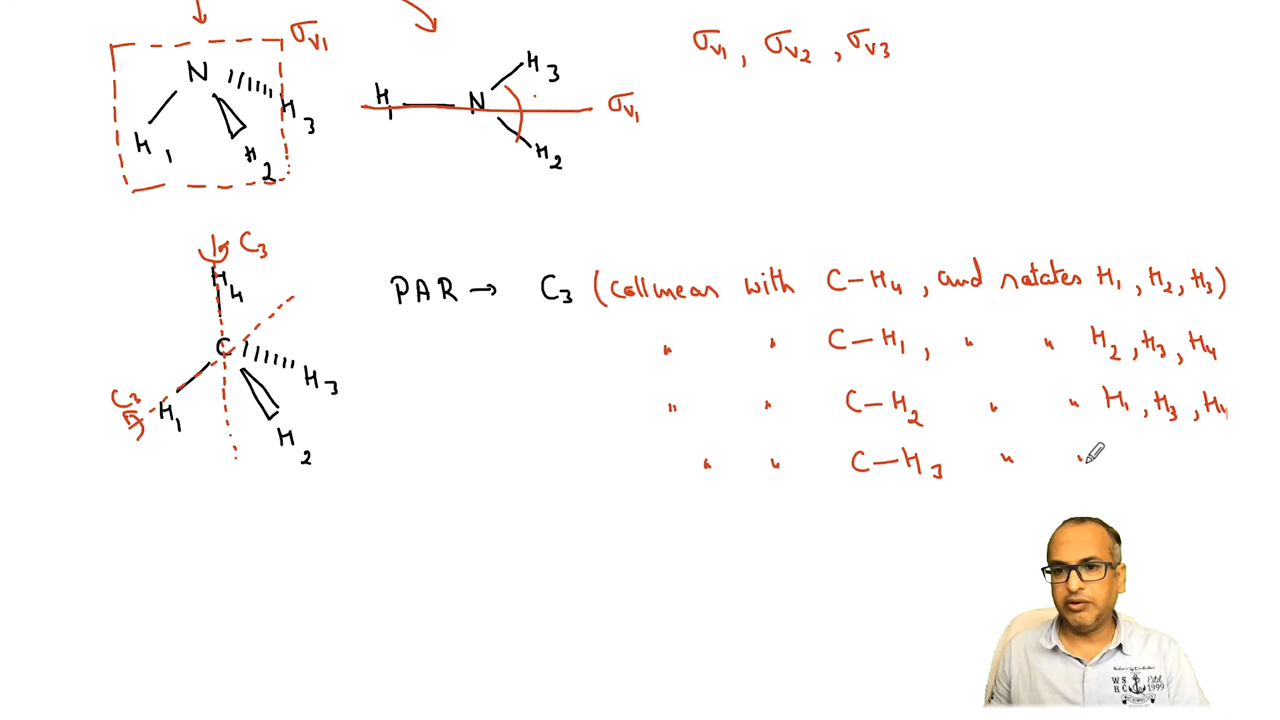 σv1
σv1 , σv2 , σv3
N
H1
H2
H3
H1
N
H3
H2
σv1
C3
H4
C
H3
H2
C3
H1
PAR → C3 (collinear with C-H4 , and rotates H1 , H2 , H3)
" " C-H1 , " " H2 , H3 , H4
" " C-H2 " " H1 , H3 , H4
" " C-H3 " "
W S
R C
1999